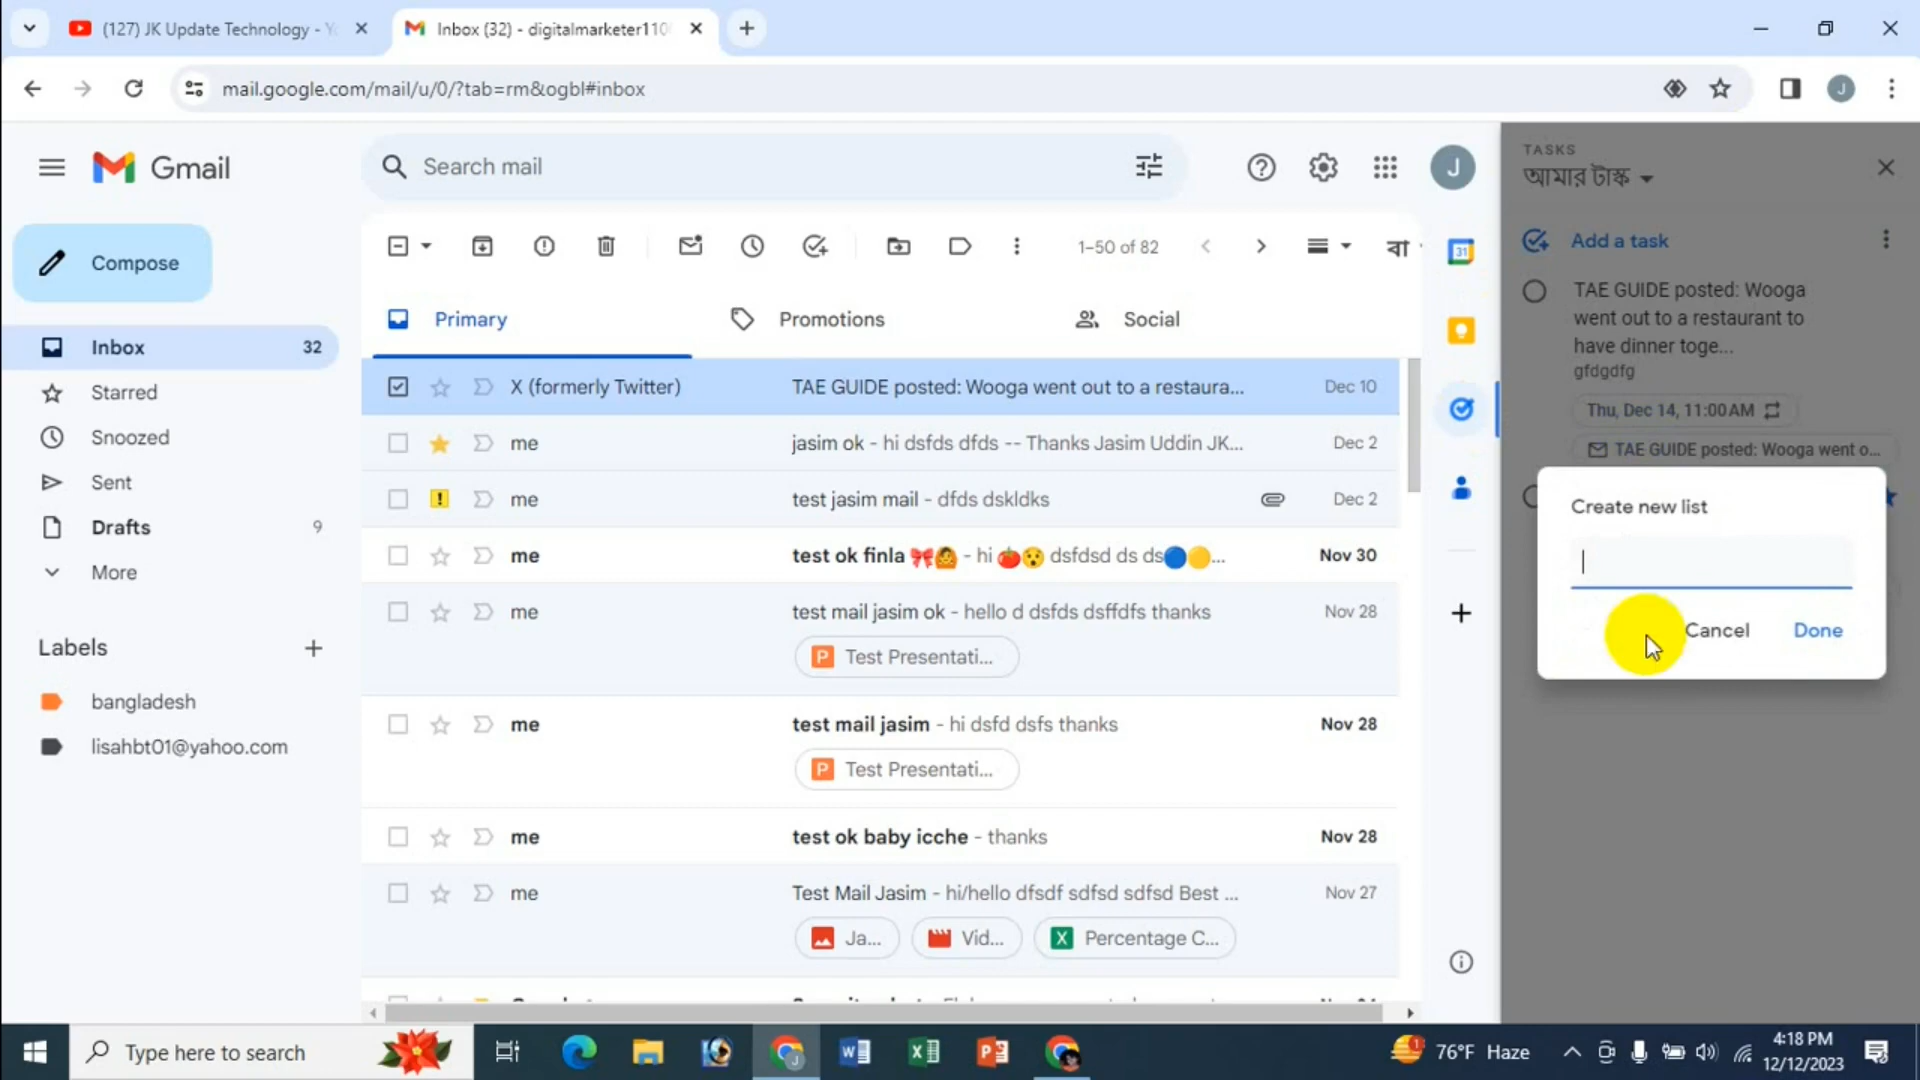 (127) JK Update Technology - Y
Inbox (32) - digitalmarketer110
mail.google.com/mail/u/0/?tab=rm&ogbl#inbox
J
Gmail
Search mail
J
TASKS
আমার টাস্ক
Compose
1–50 of 82
বা
31
Add a task
Primary
Promotions
Social
TAE GUIDE posted: Wooga
went out to a restaurant to
have dinner toge...
gfdgdfg
Thu, Dec 14, 11:00 AM
TAE GUIDE posted: Wooga went o...
Inbox 32
Starred
Snoozed
Sent
Drafts 9
More
Labels
bangladesh
lisahbt01@yahoo.com
X (formerly Twitter) TAE GUIDE posted: Wooga went out to a restaura... Dec 10
me jasim ok - hi dsfds dfds -- Thanks Jasim Uddin JK... Dec 2
me test jasim mail - dfds dskldks Dec 2
me test ok finla 🎀🙆 - hi 🍅😯 dsfdsd ds ds🔵🟡... Nov 30
me test mail jasim ok - hello d dsfds dsffdfs thanks Nov 28
P Test Presentati...
me test mail jasim - hi dsfd dsfs thanks Nov 28
P Test Presentati...
me test ok baby icche - thanks Nov 28
me Test Mail Jasim - hi/hello dfsdf sdfsd sdfsd Best ... Nov 27
Ja... Vid... X Percentage C...
Create new list
Cancel Done
Type here to search
76°F Haze
4:18 PM
12/12/2023